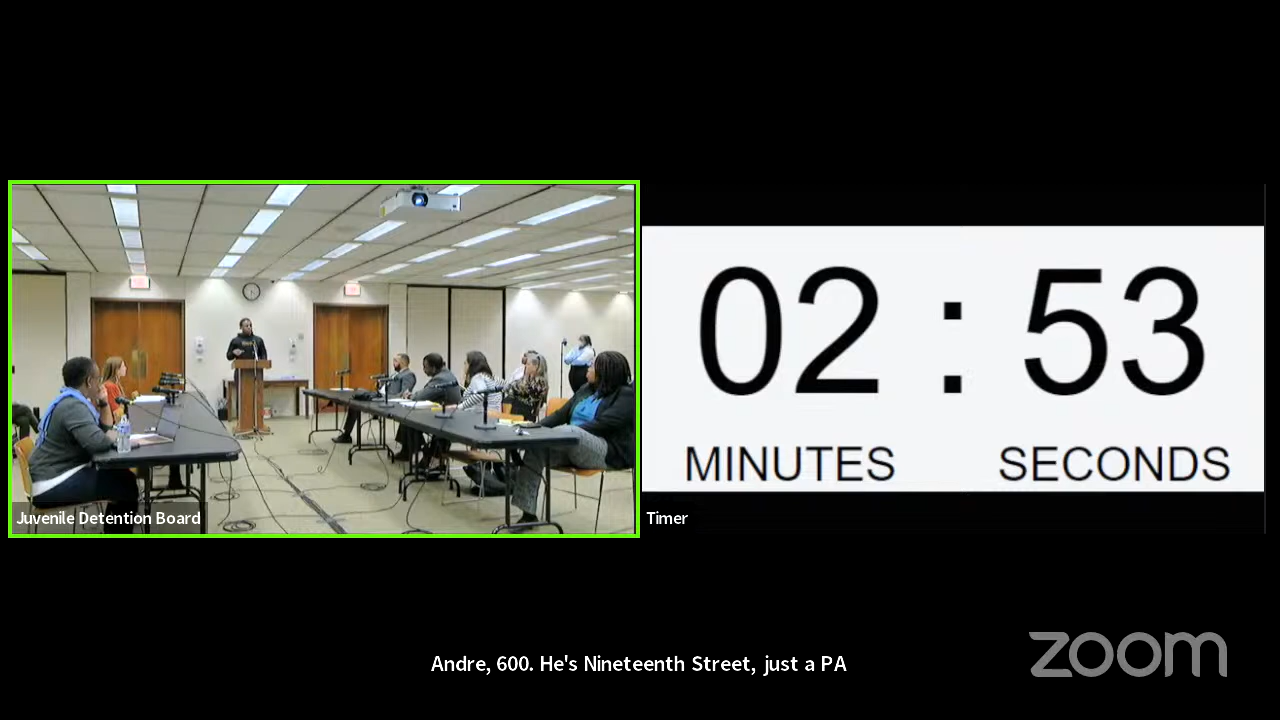 02 : 53
MINUTES SECONDS
Juvenile Detention Board
Timer
Andre, 600. He's Nineteenth Street, just a PA
zoom